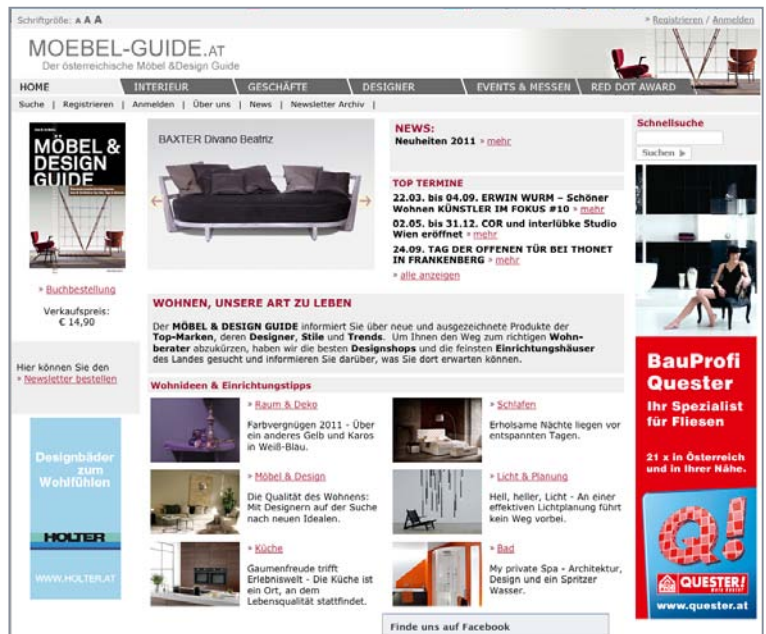 Schriftgröße: A A A
» Registrieren / Anmelden
MOEBEL-GUIDE.AT
Der österreichische Möbel &Design Guide
HOME
INTERIEUR
GESCHÄFTE
DESIGNER
EVENTS & MESSEN
RED DOT AWARD
Suche | Registrieren | Anmelden | Über uns | News | Newsletter Archiv |
MÖBEL &
DESIGN
GUIDE
» Buchbestellung
Verkaufspreis:
€ 14,90
Hier können Sie den
» Newsletter bestellen
Designbäder
zum
Wohlfühlen
HOLTER
WWW.HOLTER.AT
BAXTER Divano Beatriz
NEWS:
Neuheiten 2011 » mehr
TOP TERMINE
22.03. bis 04.09. ERWIN WURM – Schöner
Wohnen KÜNSTLER IM FOKUS #10 » mehr
02.05. bis 31.12. COR und interlübke Studio
Wien eröffnet » mehr
24.09. TAG DER OFFENEN TÜR BEI THONET
IN FRANKENBERG » mehr
» alle anzeigen
WOHNEN, UNSERE ART ZU LEBEN
Der MÖBEL & DESIGN GUIDE informiert Sie über neue und ausgezeichnete Produkte der
Top-Marken, deren Designer, Stile und Trends. Um Ihnen den Weg zum richtigen Wohn-
berater abzukürzen, haben wir die besten Designshops und die feinsten Einrichtungshäuser
des Landes gesucht und informieren Sie darüber, was Sie dort erwarten können.
Wohnideen & Einrichtungstipps
» Raum & Deko
Farbvergnügen 2011 - Über
ein anderes Gelb und Karos
in Weiß-Blau.
» Schlafen
Erholsame Nächte liegen vor
entspannten Tagen.
» Möbel & Design
Die Qualität des Wohnens:
Mit Designern auf der Suche
nach neuen Idealen.
» Licht & Planung
Hell, heller, Licht - An einer
effektiven Lichtplanung führt
kein Weg vorbei.
» Küche
Gaumenfreude trifft
Erlebniswelt - Die Küche ist
ein Ort, an dem
Lebensqualität stattfindet.
» Bad
My private Spa - Architektur,
Design und ein Spritzer
Wasser.
Finde uns auf Facebook
Schnellsuche
Suchen
BauProfi
Quester
Ihr Spezialist
für Fliesen
21 x in Österreich
und in Ihrer Nähe.
Q!
QUESTER!
www.quester.at